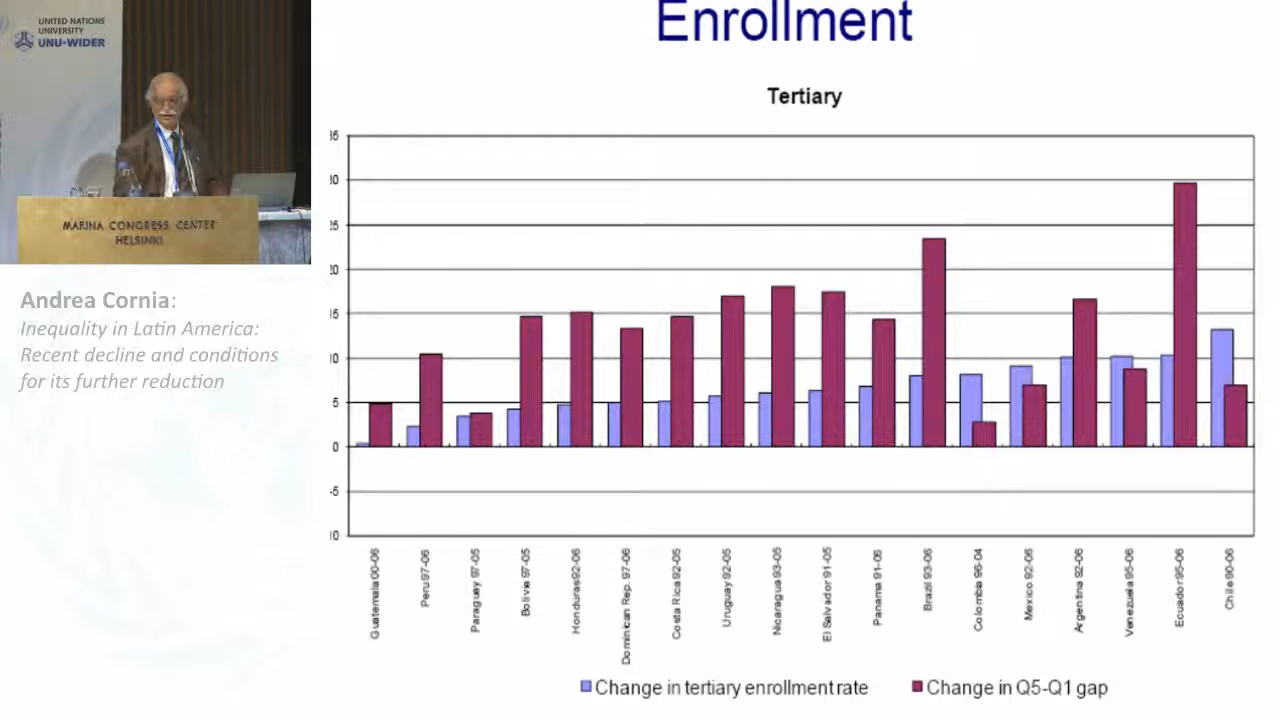 UNITED NATIONS
UNIVERSITY
UNU-WIDER
MARINA CONGRESS CENTER
HELSINKI
Andrea Cornia:
Inequality in Latin America:
Recent decline and conditions
for its further reduction
Enrollment
Tertiary
35
30
25
20
15
10
5
0
-5
10
Guatemala 00-06
Peru 97-06
Paraguay 97-05
Bolivia 97-05
Honduras 92-06
Dominican Rep. 97-06
Costa Rica 92-05
Uruguay 92-05
Nicaragua 93-05
El Salvador 91-05
Panama 91-06
Brazil 93-06
Colombia 96-04
Mexico 92-06
Argentina 92-06
Venezuela 95-06
Ecuador 95-06
Chile 90-06
Change in tertiary enrollment rate
Change in Q5-Q1 gap